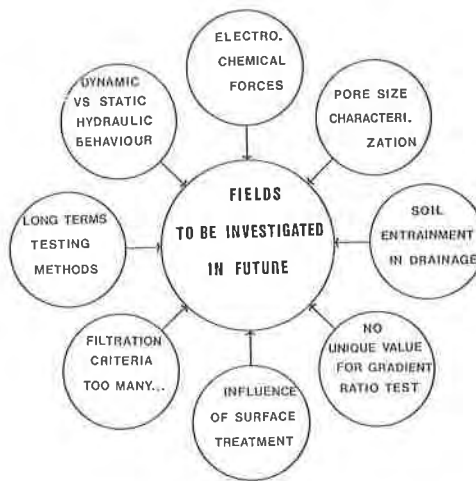 ELECTRO.
CHEMICAL
FORCES
PORE SIZE
CHARACTERI.
ZATION
SOIL
ENTRAINMENT
IN DRAINAGE
NO
UNIQUE VALUE
FOR GRADIENT
RATIO TEST
INFLUENCE
OF SURFACE
TREATMENT
FILTRATION
CRITERIA
TOO MANY...
LONG TERMS
TESTING
METHODS
DYNAMIC
VS STATIC
HYDRAULIC
BEHAVIOUR
FIELDS
TO BE INVESTIGATED
IN FUTURE